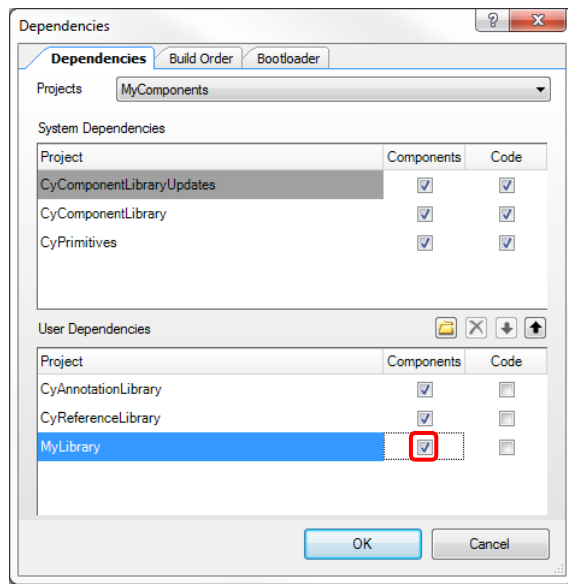 Dependencies
Dependencies Build Order Bootloader
Projects MyComponents
System Dependencies
Project Components Code
CyComponentLibraryUpdates
CyComponentLibrary
CyPrimitives
User Dependencies
Project Components Code
CyAnnotationLibrary
CyReferenceLibrary
MyLibrary
OK Cancel